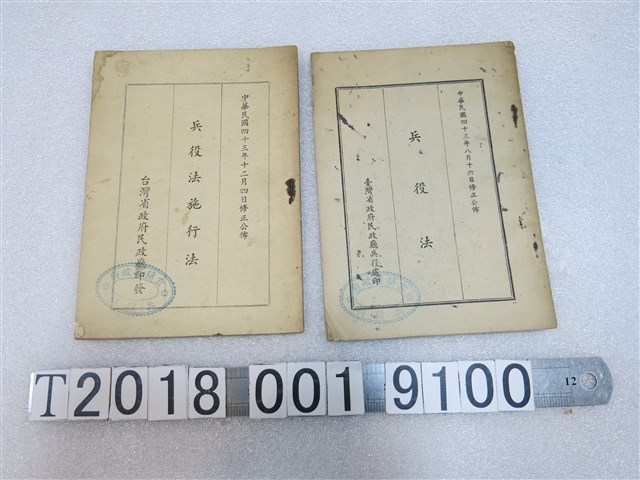 中華民國四十三年十二月四日修正公佈
兵役法施行法
台灣省政府民政廳印發
中華民國四十三年八月十六日修正公佈
兵役法
臺灣省政府民政廳兵役處印
T2018 001 9100
12